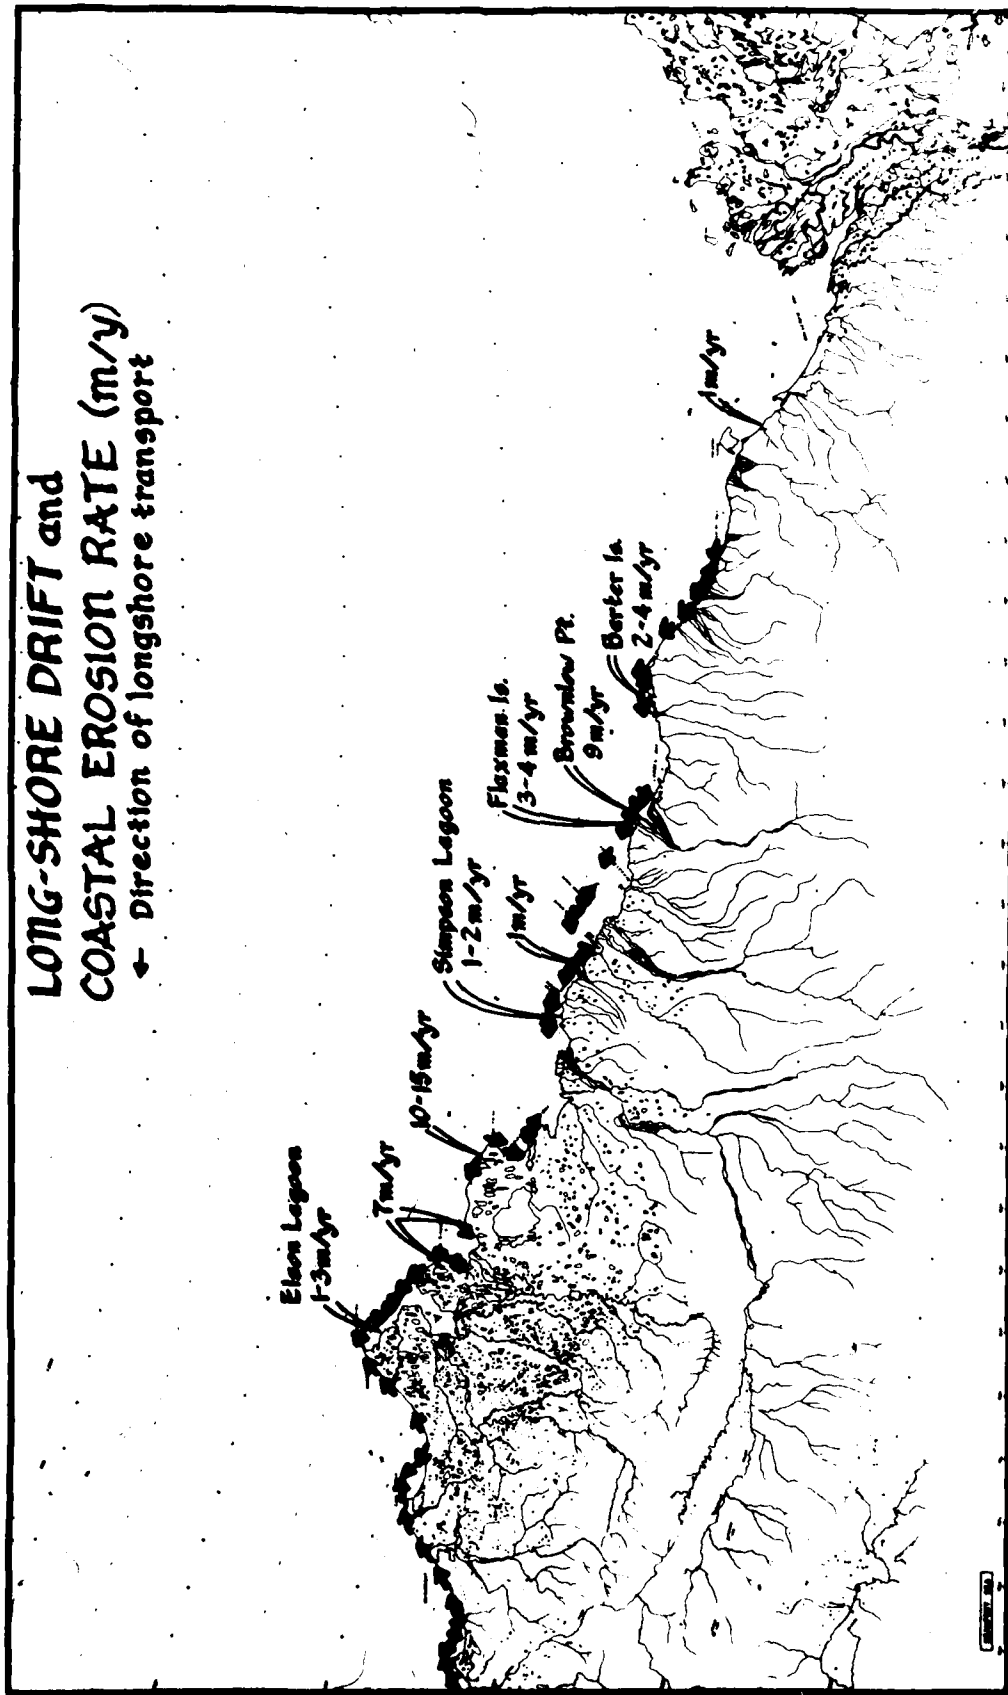 LONG-SHORE DRIFT and
COASTAL EROSION RATE (m/y)
← Direction of longshore transport
Elson Lagoon
1-3m/yr
7m/yr
10-15m/yr
Simpson Lagoon
1-2m/yr
1m/yr
Flaxman Is.
3-4m/yr
Brownlow Pt.
9m/yr
Barter Is.
2-4m/yr
1m/yr